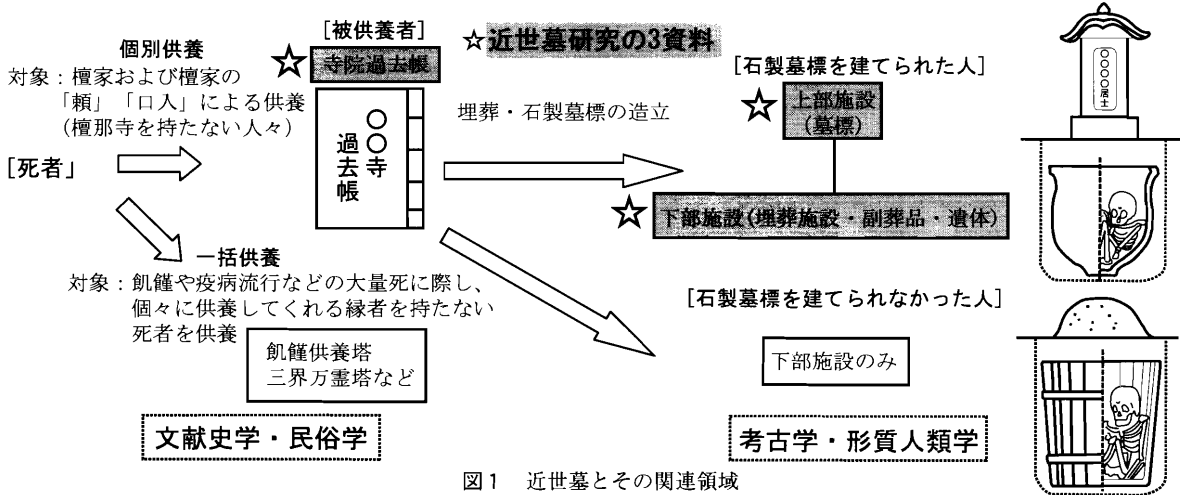 [被供養者]
☆近世墓研究の3資料
個別供養
☆ 寺院過去帳
対象：檀家および檀家の
「頼」「口入」による供養
（檀那寺を持たない人々）
[死者」
〇〇寺
過去帳
埋葬・石製墓標の造立
[石製墓標を建てられた人]
☆ 上部施設
（墓標）
☆ 下部施設(埋葬施設・副葬品・遺体)
〇〇〇〇居士
一括供養
対象：飢饉や疫病流行などの大量死に際し、
個々に供養してくれる縁者を持たない
死者を供養
飢饉供養塔
三界万霊塔など
[石製墓標を建てられなかった人]
下部施設のみ
文献史学・民俗学
考古学・形質人類学
図1 近世墓とその関連領域